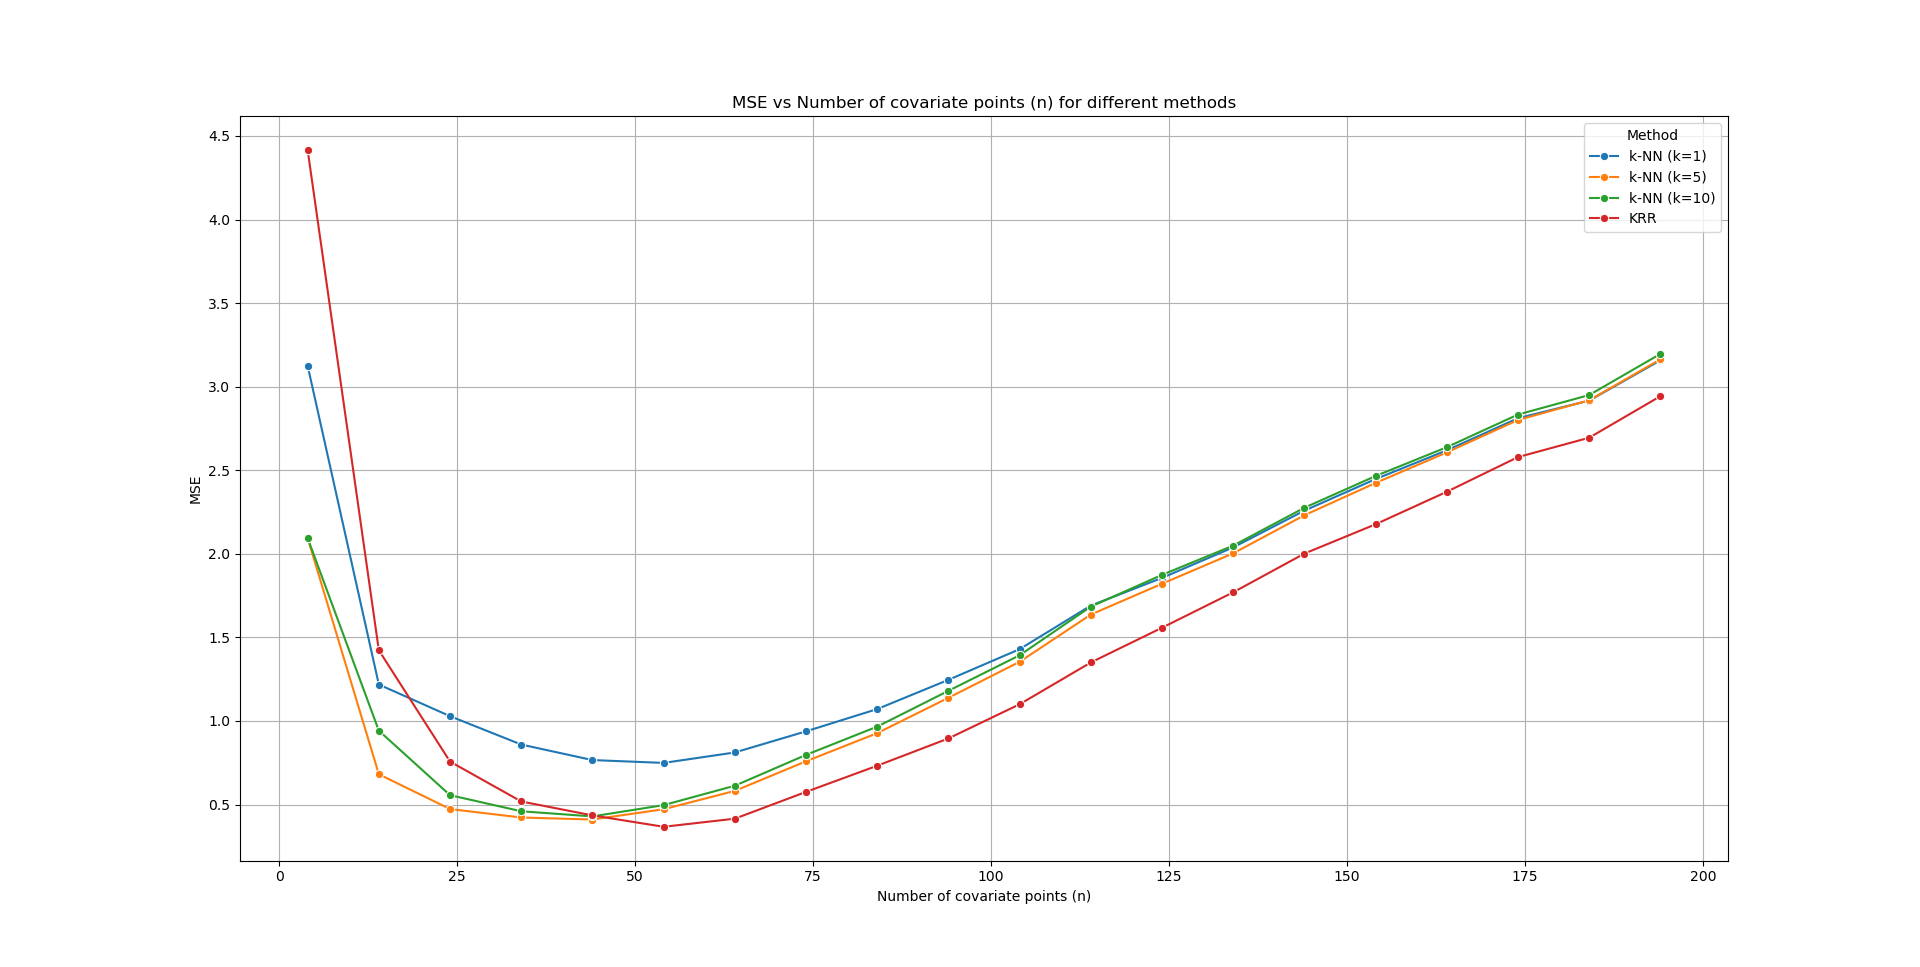 MSE vs Number of covariate points (n) for different methods
Method
k-NN (k=1)
k-NN (k=5)
k-NN (k=10)
KRR
4.5
4.0
3.5
3.0
2.5
2.0
1.5
1.0
0.5
MSE
0 25 50 75 100 125 150 175 200
Number of covariate points (n)